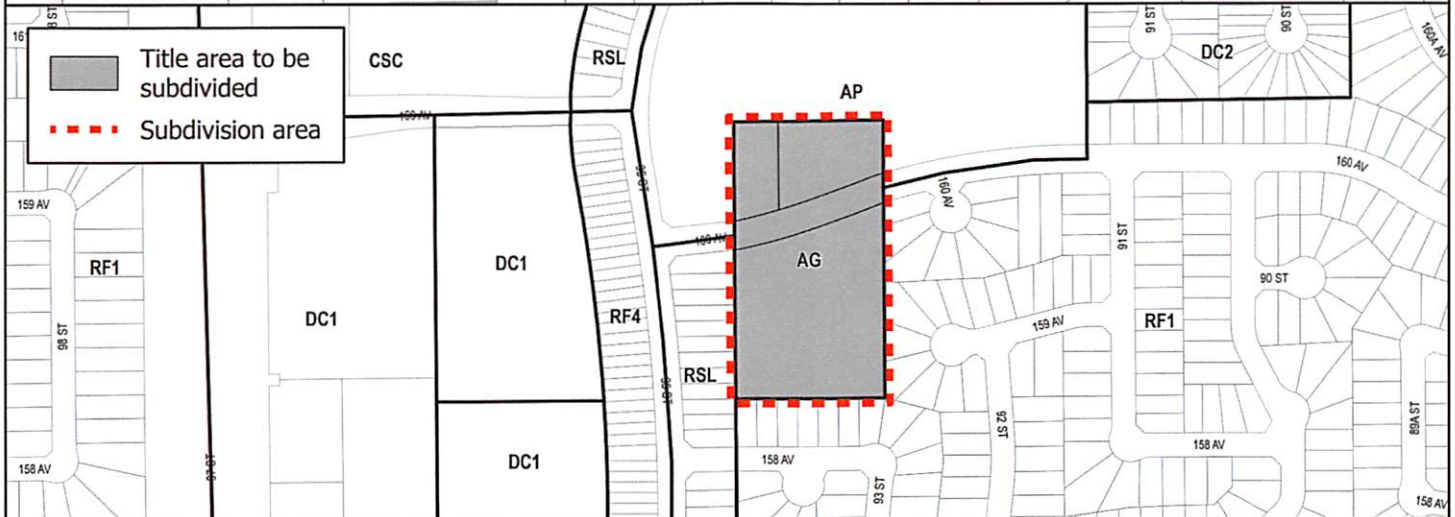 Title area to be
subdivided
Subdivision area
CSC
RSL
AP
91 ST
90 ST
DC2
160A AV
160 AV
160 AV
159 AV
RF1
98 ST
DC1
DC1
RF4
AG
91 ST
90 ST
RF1
159 AV
RSL
92 ST
89A ST
158 AV
97 ST
DC1
158 AV
93 ST
158 AV
158 AV